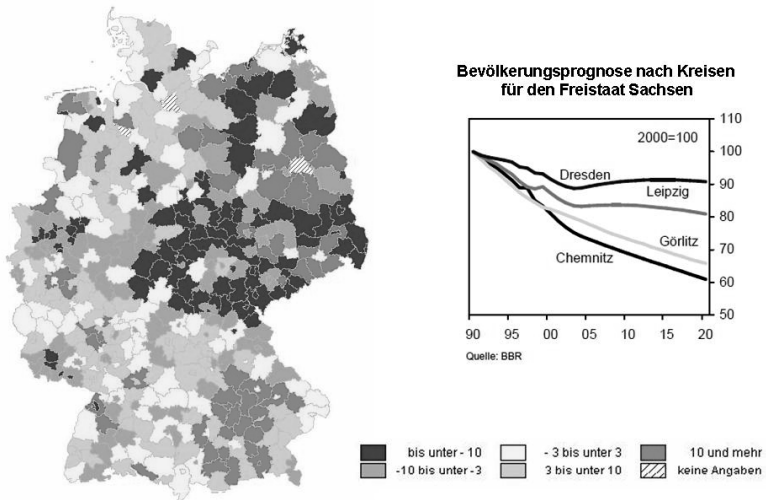 Bevölkerungsprognose nach Kreisen
für den Freistaat Sachsen
110
2000=100
100
Dresden
90
Leipzig
80
Görlitz
70
Chemnitz
60
50
90 95 00 05 10 15 20
Quelle: BBR
bis unter - 10 - 3 bis unter 3 10 und mehr
-10 bis unter -3 3 bis unter 10 keine Angaben